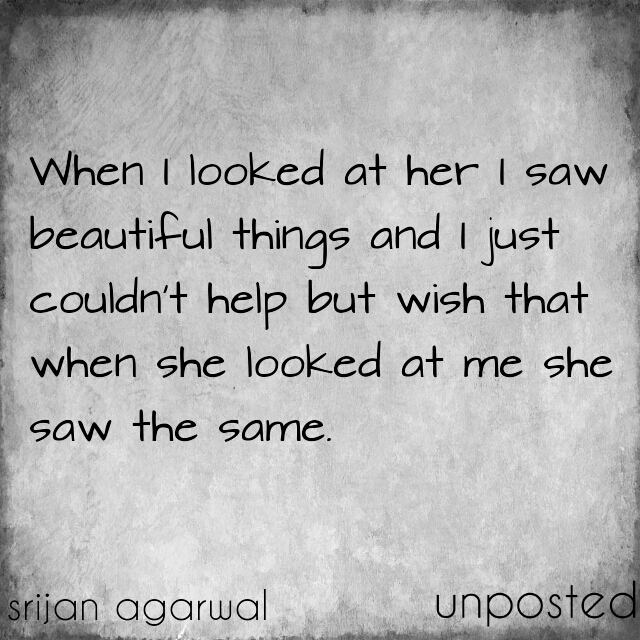 When I looked at her I saw
beautiful things and I just
couldn't help but wish that
when she looked at me she
saw the same.
srijan agarwal
unposted